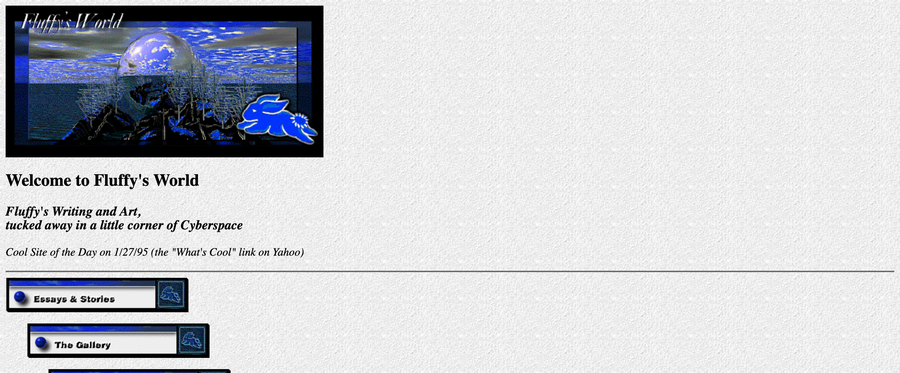 Fluffy's World
Welcome to Fluffy's World
Fluffy's Writing and Art,
tucked away in a little corner of Cyberspace
Cool Site of the Day on 1/27/95 (the "What's Cool" link on Yahoo)
Essays & Stories
The Gallery